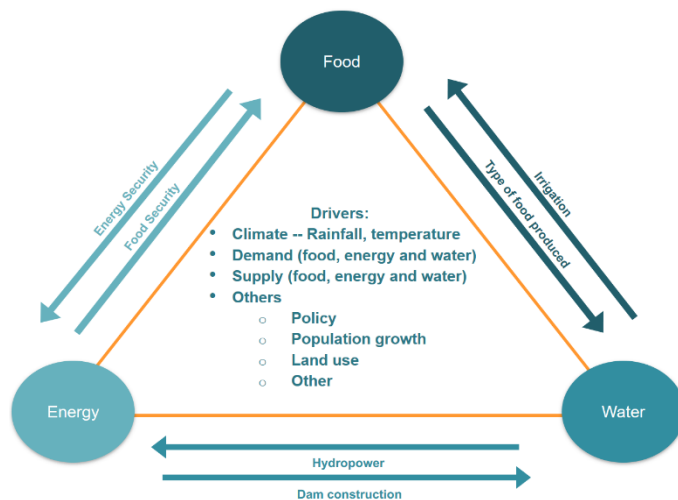 Food
Energy Security
Food Security
Irrigation
Type of food produced
Drivers:
• Climate -- Rainfall, temperature
• Demand (food, energy and water)
• Supply (food, energy and water)
• Others
o Policy
o Population growth
o Land use
o Other
Energy
Water
Hydropower
Dam construction